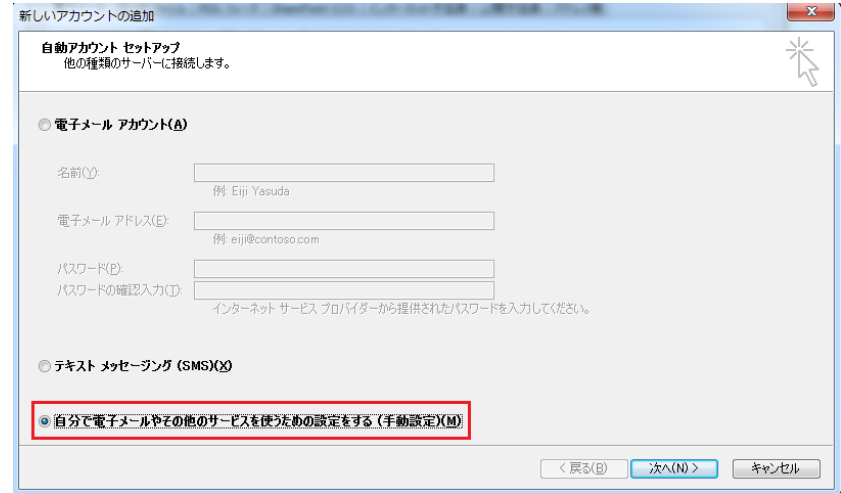 新しいアカウントの追加
自動アカウント セットアップ
他の種類のサーバーに接続します。
電子メール アカウント(A)
名前(Y):
例: Eiji Yasuda
電子メール アドレス(E):
例: eiji@contoso.com
パスワード(P):
パスワードの確認入力(T):
インターネット サービス プロバイダーから提供されたパスワードを入力してください。
テキスト メッセージング (SMS)(X)
自分で電子メールやその他のサービスを使うための設定をする (手動設定)(M)
< 戻る(B) 次へ(N) > キャンセル